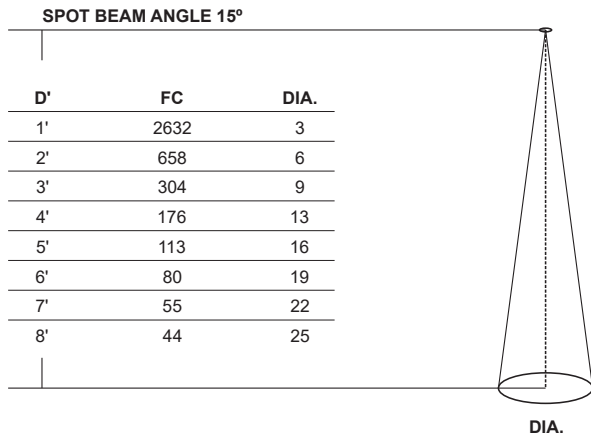 SPOT BEAM ANGLE 15º
D' FC DIA.
1' 2632 3
2' 658 6
3' 304 9
4' 176 13
5' 113 16
6' 80 19
7' 55 22
8' 44 25
DIA.